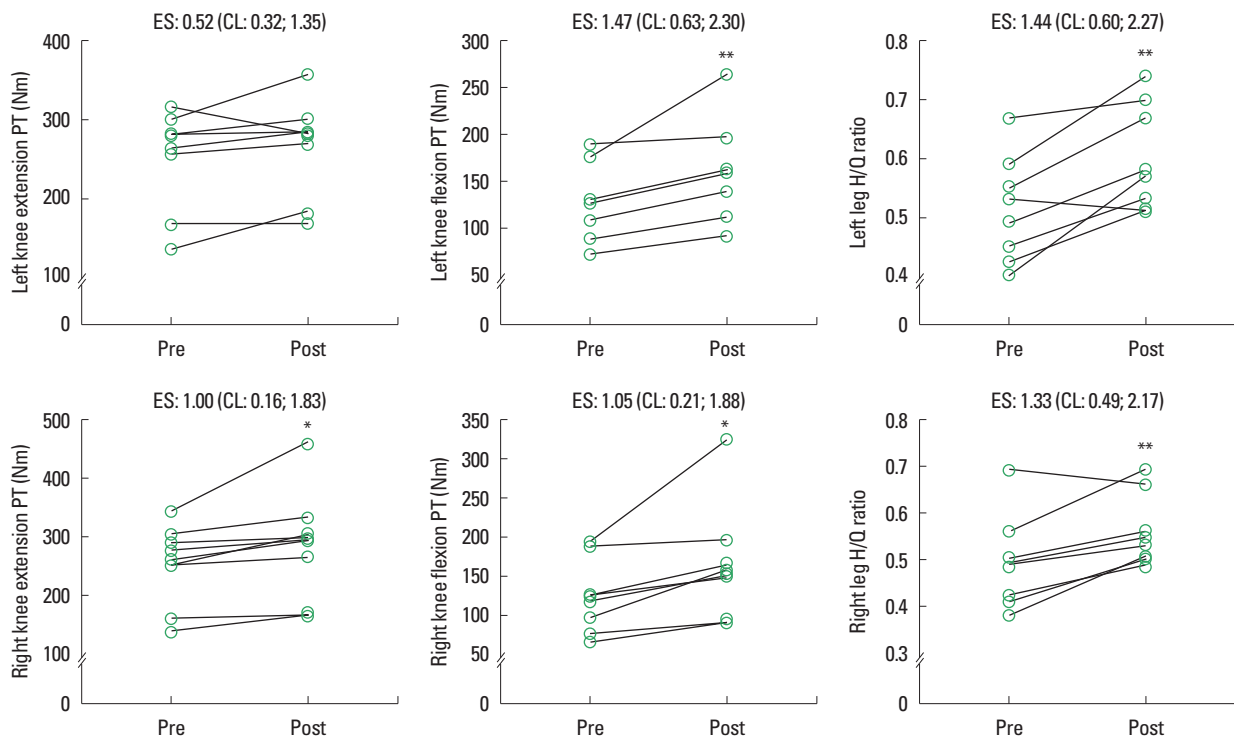 ES: 0.52 (CL: 0.32; 1.35)
Left knee extension PT (Nm)
400
300
200
100
0
Pre Post
ES: 1.47 (CL: 0.63; 2.30)
**
Left knee flexion PT (Nm)
300
250
200
150
100
50
0
Pre Post
ES: 1.44 (CL: 0.60; 2.27)
**
Left leg H/Q ratio
0.8
0.7
0.6
0.5
0.4
0
Pre Post
ES: 1.00 (CL: 0.16; 1.83)
*
Right knee extension PT (Nm)
500
400
300
200
100
0
Pre Post
ES: 1.05 (CL: 0.21; 1.88)
*
Right knee flexion PT (Nm)
350
300
250
200
150
100
50
0
Pre Post
ES: 1.33 (CL: 0.49; 2.17)
**
Right leg H/Q ratio
0.8
0.7
0.6
0.5
0.4
0.3
0
Pre Post